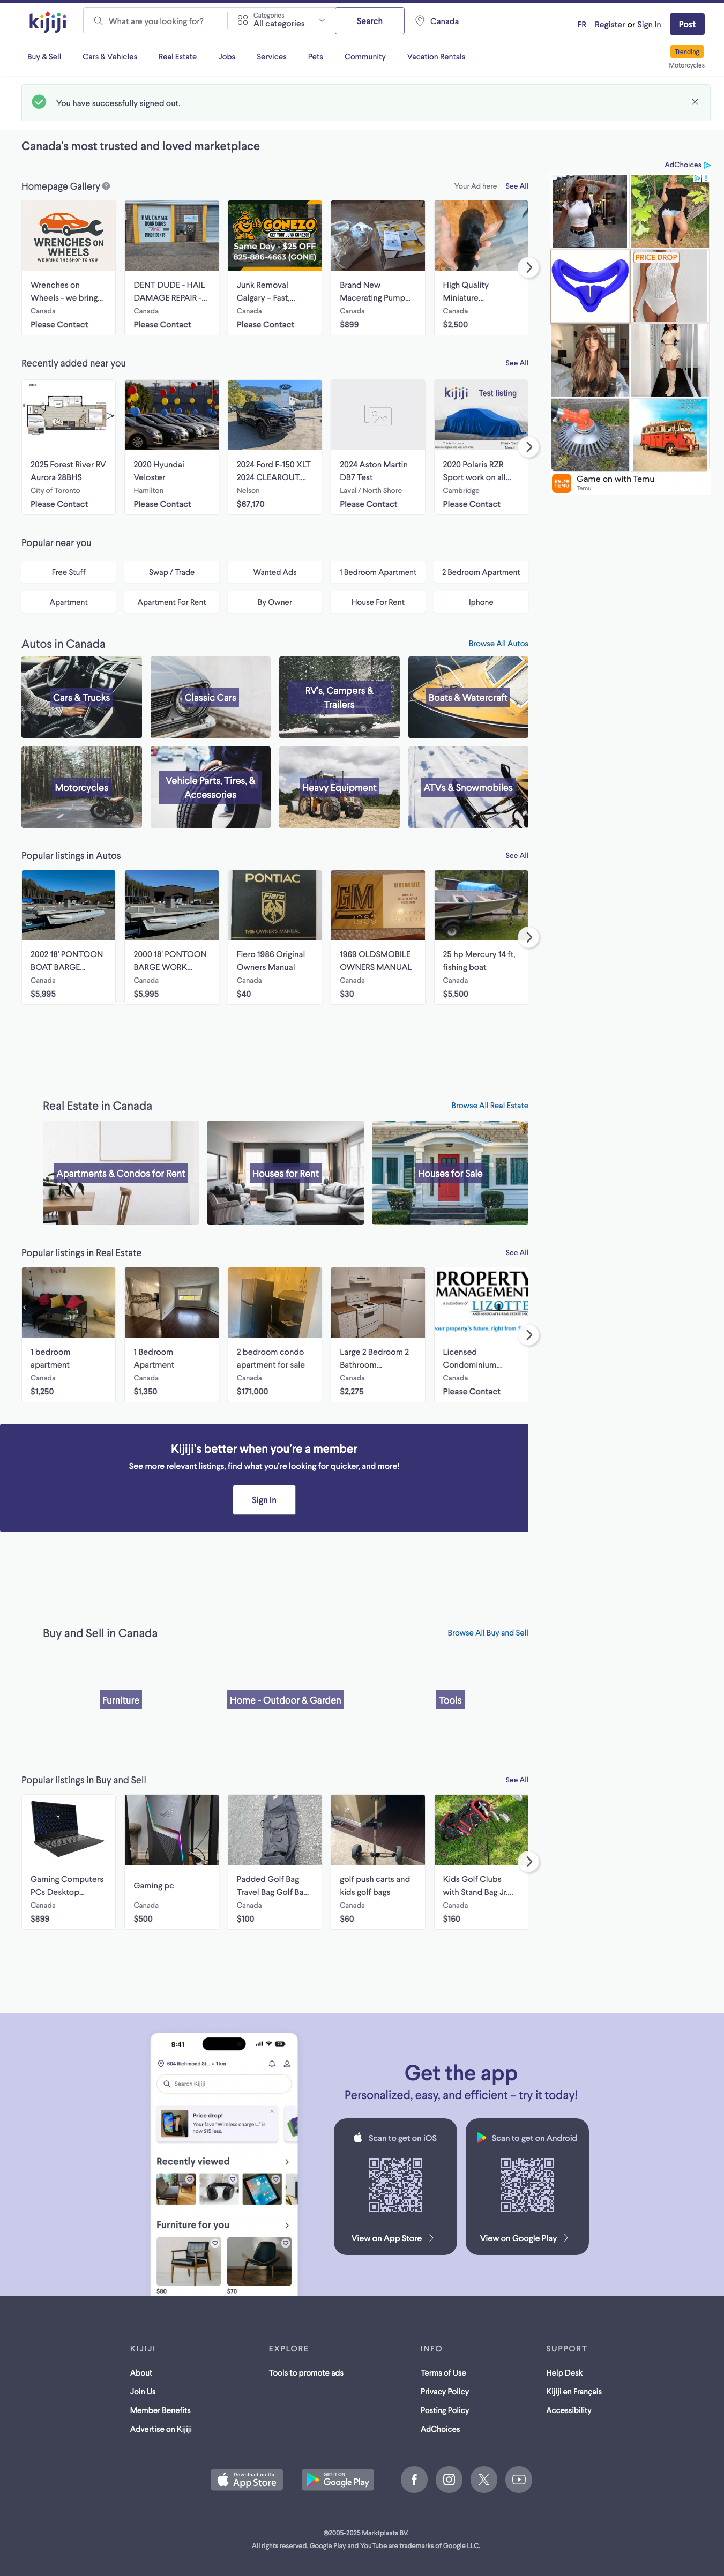 kijiji
What are you looking for?
Categories
All categories
Search
Canada
FR
Register or Sign In
Post
Buy & Sell
Cars & Vehicles
Real Estate
Jobs
Services
Pets
Community
Vacation Rentals
Trending
Motorcycles
You have successfully signed out.
Canada's most trusted and loved marketplace
AdChoices
Homepage Gallery
Your Ad here
See All
WRENCHES ON
WHEELS
WE BRING THE SHOP TO YOU
Wrenches on
Wheels - we bring...
Canada
Please Contact
HAIL DAMAGE
DOOR DINGS
MINOR DENTS
DENT DUDE - HAIL
DAMAGE REPAIR -...
Canada
Please Contact
GONEZO
Same Day - $25 OFF
825-886-4663 (GONE)
Junk Removal
Calgary – Fast,...
Canada
Please Contact
Brand New
Macerating Pump...
Canada
$899
High Quality
Miniature...
Canada
$2,500
PRICE DROP
Game on with Temu
Temu
Recently added near you
See All
2025 Forest River RV
Aurora 28BHS
City of Toronto
Please Contact
2020 Hyundai
Veloster
Hamilton
Please Contact
2024 Ford F-150 XLT
2024 CLEAROUT....
Nelson
$67,170
2024 Aston Martin
DB7 Test
Laval / North Shore
Please Contact
kijiji Test listing
2020 Polaris RZR
Sport work on all...
Cambridge
Please Contact
Popular near you
Free Stuff
Swap / Trade
Wanted Ads
1 Bedroom Apartment
2 Bedroom Apartment
Apartment
Apartment For Rent
By Owner
House For Rent
Iphone
Autos in Canada
Browse All Autos
Cars & Trucks
Classic Cars
RV's, Campers &
Trailers
Boats & Watercraft
Motorcycles
Vehicle Parts, Tires, &
Accessories
Heavy Equipment
ATVs & Snowmobiles
Popular listings in Autos
See All
2002 18' PONTOON
BOAT BARGE...
Canada
$5,995
2000 18' PONTOON
BARGE WORK...
Canada
$5,995
PONTIAC
Fiero
1986 OWNER'S MANUAL
Fiero 1986 Original
Owners Manual
Canada
$40
OLDSMOBILE
GM
1969 OLDSMOBILE
OWNERS MANUAL
Canada
$30
25 hp Mercury 14 ft,
fishing boat
Canada
$5,500
Real Estate in Canada
Browse All Real Estate
Apartments & Condos for Rent
Houses for Rent
Houses for Sale
Popular listings in Real Estate
See All
1 bedroom
apartment
Canada
$1,250
1 Bedroom
Apartment
Canada
$1,350
2 bedroom condo
apartment for sale
Canada
$171,000
Large 2 Bedroom 2
Bathroom...
Canada
$2,275
PROPERTY
MANAGEMENT
a subsidiary of
LIZOTTE
your property's future, right from
Licensed
Condominium...
Canada
Please Contact
Kijiji's better when you're a member
See more relevant listings, find what you're looking for quicker, and more!
Sign In
Buy and Sell in Canada
Browse All Buy and Sell
Furniture
Home - Outdoor & Garden
Tools
Popular listings in Buy and Sell
See All
Gaming Computers
PCs Desktop...
Canada
$899
Gaming pc
Canada
$500
Padded Golf Bag
Travel Bag Golf Ba...
Canada
$100
golf push carts and
kids golf bags
Canada
$60
Kids Golf Clubs
with Stand Bag Jr....
Canada
$160
9:41
604 Richmond St... • 1 km
Search Kijiji
Price drop!
Your fave "Wireless charger..." is
now $15 less.
Recently viewed
Furniture for you
$80
$70
Get the app
Personalized, easy, and efficient – try it today!
Scan to get on iOS
View on App Store
Scan to get on Android
View on Google Play
KIJIJI
About
Join Us
Member Benefits
Advertise on Kijiji
EXPLORE
Tools to promote ads
INFO
Terms of Use
Privacy Policy
Posting Policy
AdChoices
SUPPORT
Help Desk
Kijiji en Français
Accessibility
Download on the
App Store
GET IT ON
Google Play
©2005-2025 Marktplaats BV.
All rights reserved. Google Play and YouTube are trademarks of Google LLC.